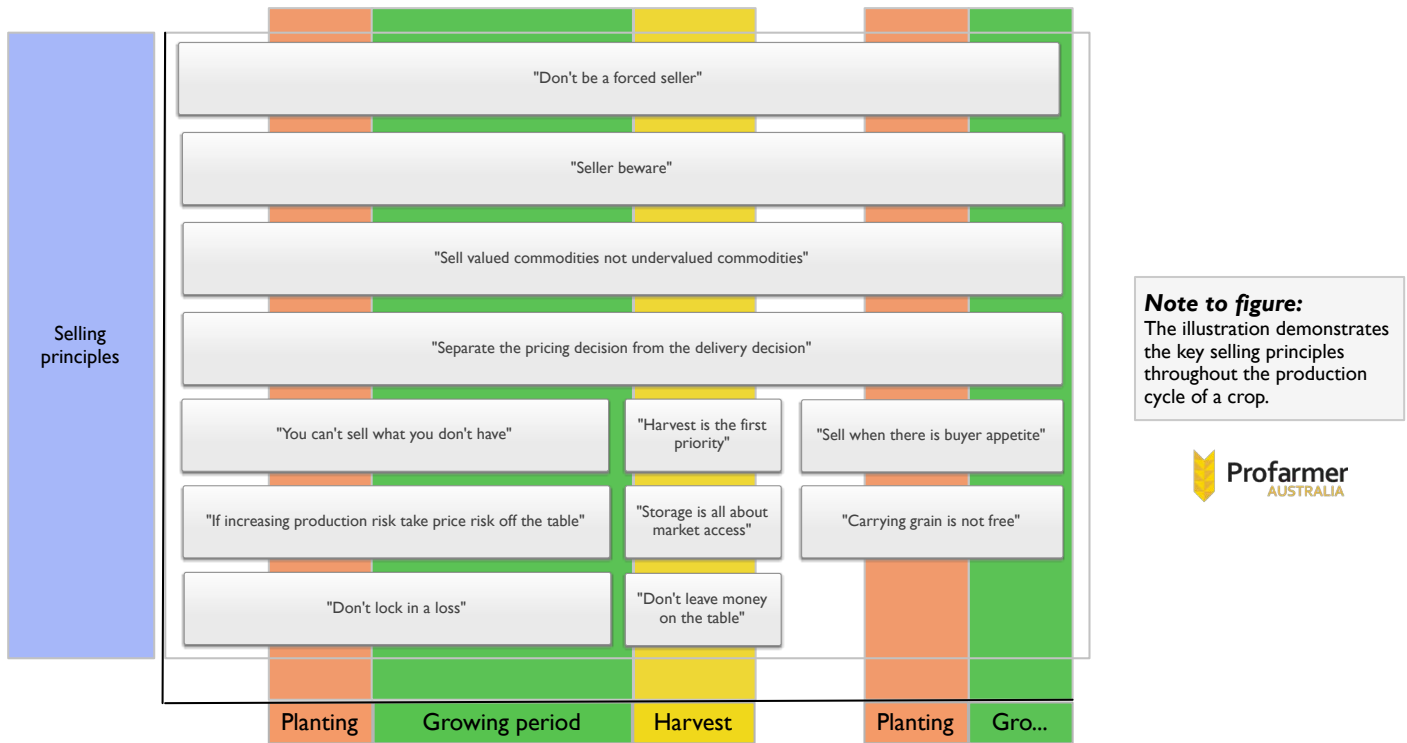 "Don't be a forced seller"
"Seller beware"
"Sell valued commodities not undervalued commodities"
Selling
principles
"Separate the pricing decision from the delivery decision"
"You can't sell what you don't have"
"Harvest is the first
priority"
"Sell when there is buyer appetite"
"If increasing production risk take price risk off the table"
"Storage is all about
market access"
"Carrying grain is not free"
"Don't lock in a loss"
"Don't leave money
on the table"
Planting
Growing period
Harvest
Planting
Gro...
Note to figure:
The illustration demonstrates
the key selling principles
throughout the production
cycle of a crop.
Profarmer
AUSTRALIA